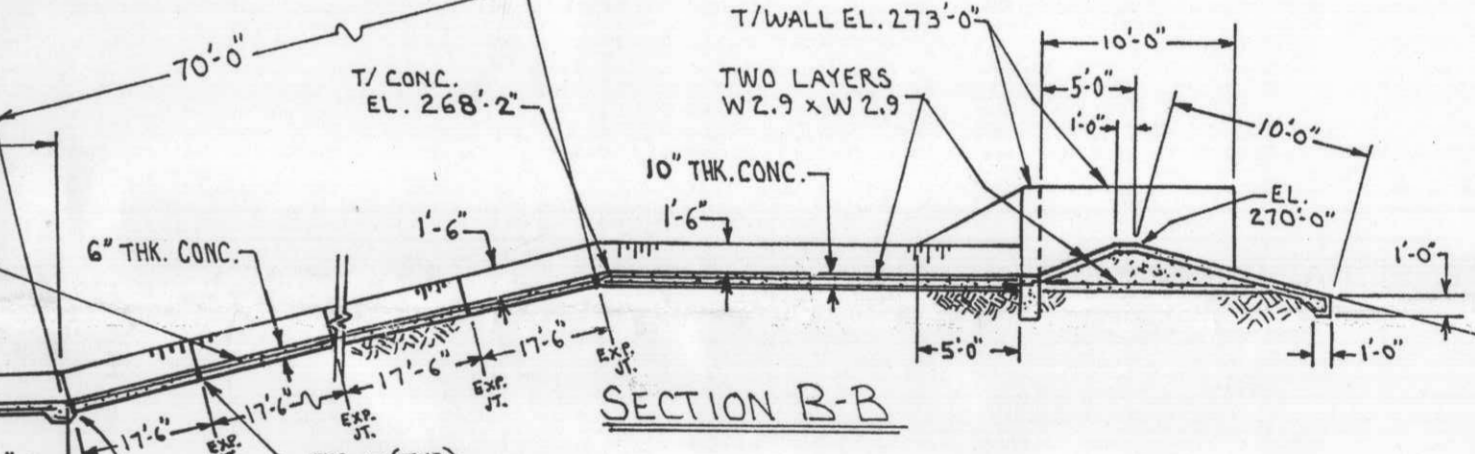 T/WALL EL. 273'-0"
10'-0"
70'-0"
T/ CONC.
EL. 268'-2"
TWO LAYERS
W2.9 x W2.9
5'-0"
1'-0"
10'-0"
10" THK. CONC.
1'-6"
EL.
270'-0"
1'-6"
6" THK. CONC.
1'-0"
17'-6"
EXP.
JT.
17'-6"
EXP.
JT.
17'-6"
EXP.
JT.
17'-6"
EXP.
5'-0"
1'-0"
SECTION B-B